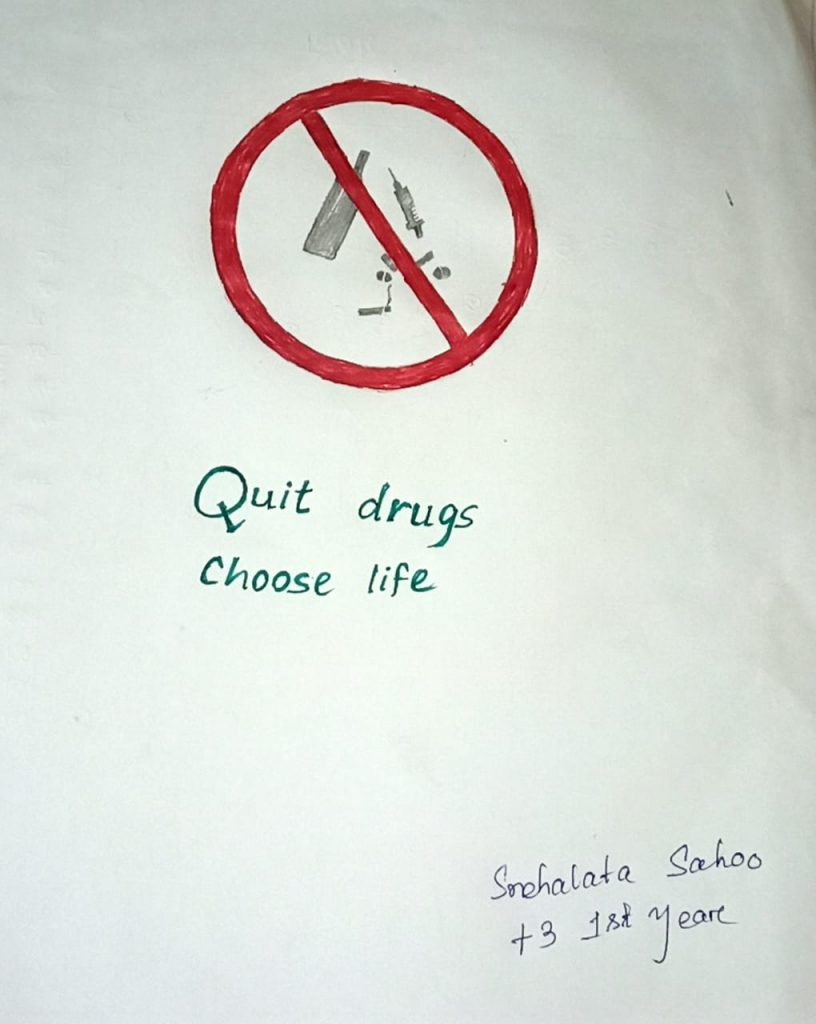 Quit drugs
Choose life
Snehalata Sahoo
+3 1st Year